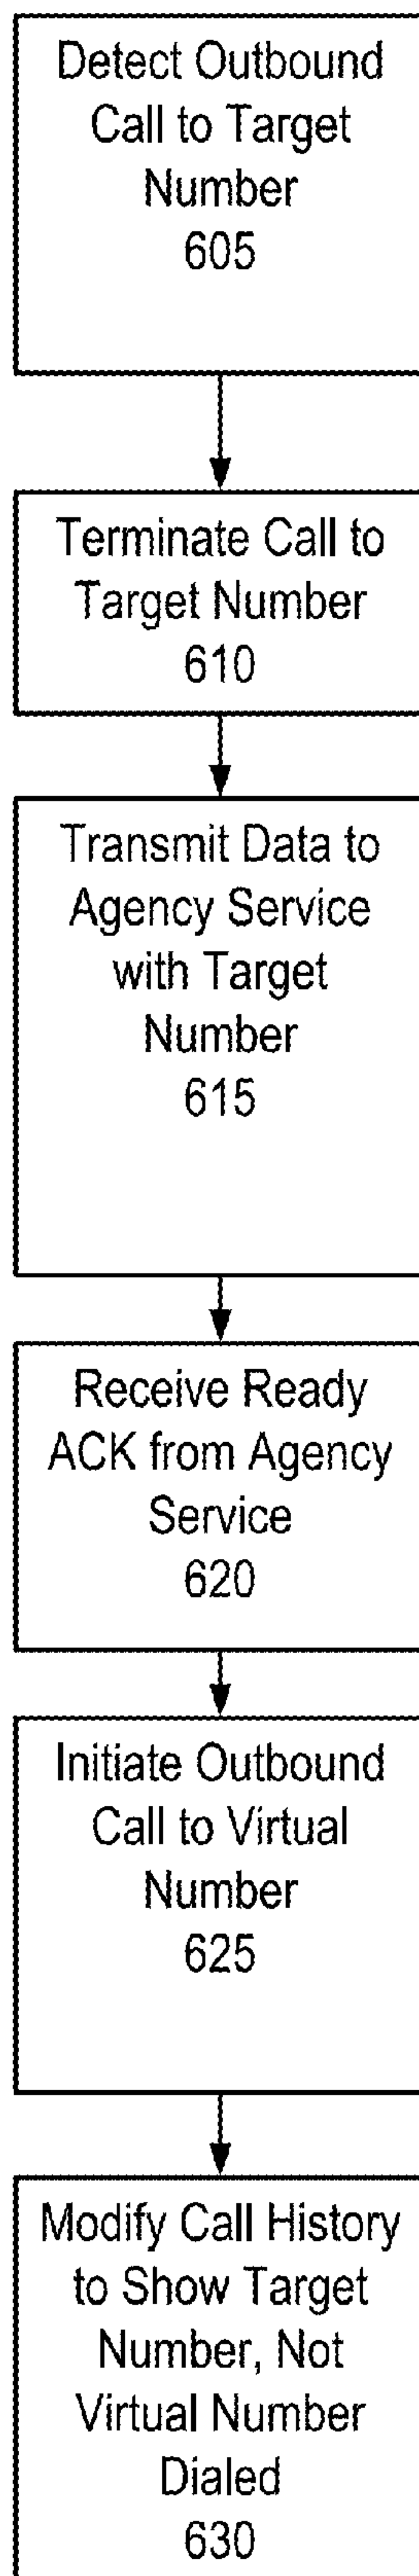 Detect Outbound
Call to Target
Number
605
Terminate Call to
Target Number
610
Transmit Data to
Agency Service
with Target
Number
615
Receive Ready
ACK from Agency
Service
620
Initiate Outbound
Call to Virtual
Number
625
Modify Call History
to Show Target
Number, Not
Virtual Number
Dialed
630